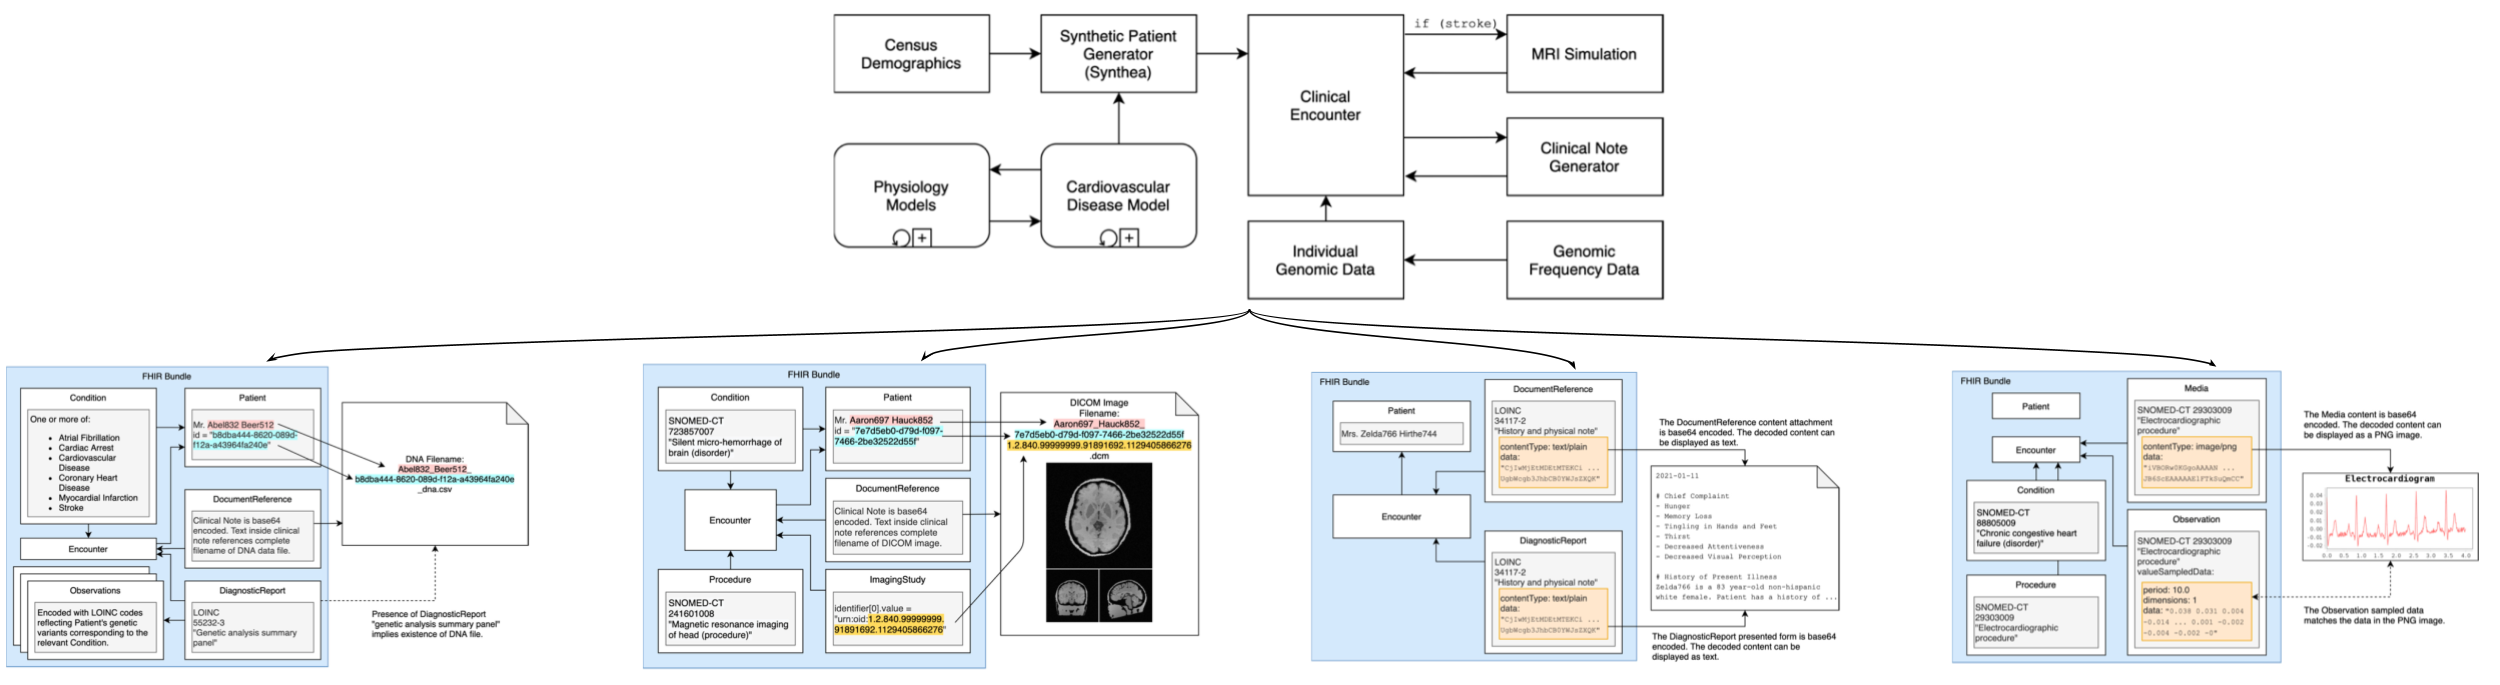 Census
Demographics
Synthetic Patient
Generator
(Synthea)
Clinical
Encounter
if (stroke)
MRI Simulation
Physiology
Models
Cardiovascular
Disease Model
Clinical Note
Generator
Individual
Genomic Data
Genomic
Frequency Data
FHIR Bundle
Condition
One or more of:
• Atrial Fibrillation
• Cardiac Arrest
• Cardiovascular
Disease
• Coronary Heart
Disease
• Myocardial Infarction
• Stroke
Patient
Mr. Abel832 Beer512
id = "b8dba444-8620-089d-
f12a-a43964fa240e"
DocumentReference
Clinical Note is base64
encoded. Text inside clinical
note references complete
filename of DNA data file.
Encounter
Observations
Encoded with LOINC codes
reflecting Patient's genetic
variants corresponding to the
relevant Condition.
DiagnosticReport
LOINC
55232-3
"Genetic analysis summary
panel"
DNA Filename:
Abel832_Beer512_
b8dba444-8620-089d-f12a-a43964fa240e
_dna.csv
Presence of DiagnosticReport
"genetic analysis summary panel"
implies existence of DNA file.
FHIR Bundle
Condition
SNOMED-CT
723857007
"Silent micro-hemorrhage of
brain (disorder)"
Patient
Mr. Aaron697 Hauck852
id = "7e7d5eb0-d79d-f097-
7466-2be32522d55f"
Encounter
DocumentReference
Clinical Note is base64
encoded. Text inside clinical
note references complete
filename of DICOM image.
Procedure
SNOMED-CT
241601008
"Magnetic resonance imaging
of head (procedure)"
ImagingStudy
identifier[0].value =
"urn:oid:1.2.840.99999999.
91891692.1129405866276"
DICOM Image
Filename:
Aaron697_Hauck852_
7e7d5eb0-d79d-f097-7466-2be32522d55f
1.2.840.99999999.91891692.1129405866276
.dcm
FHIR Bundle
Patient
Mrs. Zelda766 Hirthe744
Encounter
DocumentReference
LOINC
34117-2
"History and physical note"
contentType: text/plain
data:
DiagnosticReport
LOINC
34117-2
"History and physical note"
contentType: text/plain
data:
The DocumentReference content attachment
is base64 encoded. The decoded content can
be displayed as text.
2021-01-11
# Chief Complaint
- Hunger
- Memory Loss
- Tingling in Hands and Feet
- Thirst
- Decreased Attentiveness
- Decreased Visual Perception
# History of Present Illness
Zelda766 is a 83 year-old non-hispanic
white female. Patient has a history of ...
The DiagnosticReport presented form is base64
encoded. The decoded content can be
displayed as text.
FHIR Bundle
Patient
Encounter
Condition
SNOMED-CT
88805009
"Chronic congestive heart
failure (disorder)"
Procedure
SNOMED-CT
29303009
"Electrocardiographic
procedure"
Media
SNOMED-CT 29303009
"Electrocardiographic
procedure"
contentType: image/png
data:
Observation
SNOMED-CT 29303009
"Electrocardiographic
procedure"
valueSampledData:
period: 10.0
dimensions: 1
data: "0.038 0.031 0.004
-0.014 ... 0.001 -0.002
-0.004 -0.002 -0"
The Media content is base64
encoded. The decoded content can
be displayed as a PNG image.
Electrocardiogram
0.04
0.03
0.02
0.01
0.00
-0.01
-0.02
0.0 0.5 1.0 1.5 2.0 2.5 3.0 3.5 4.0
The Observation sampled data
matches the data in the PNG image.